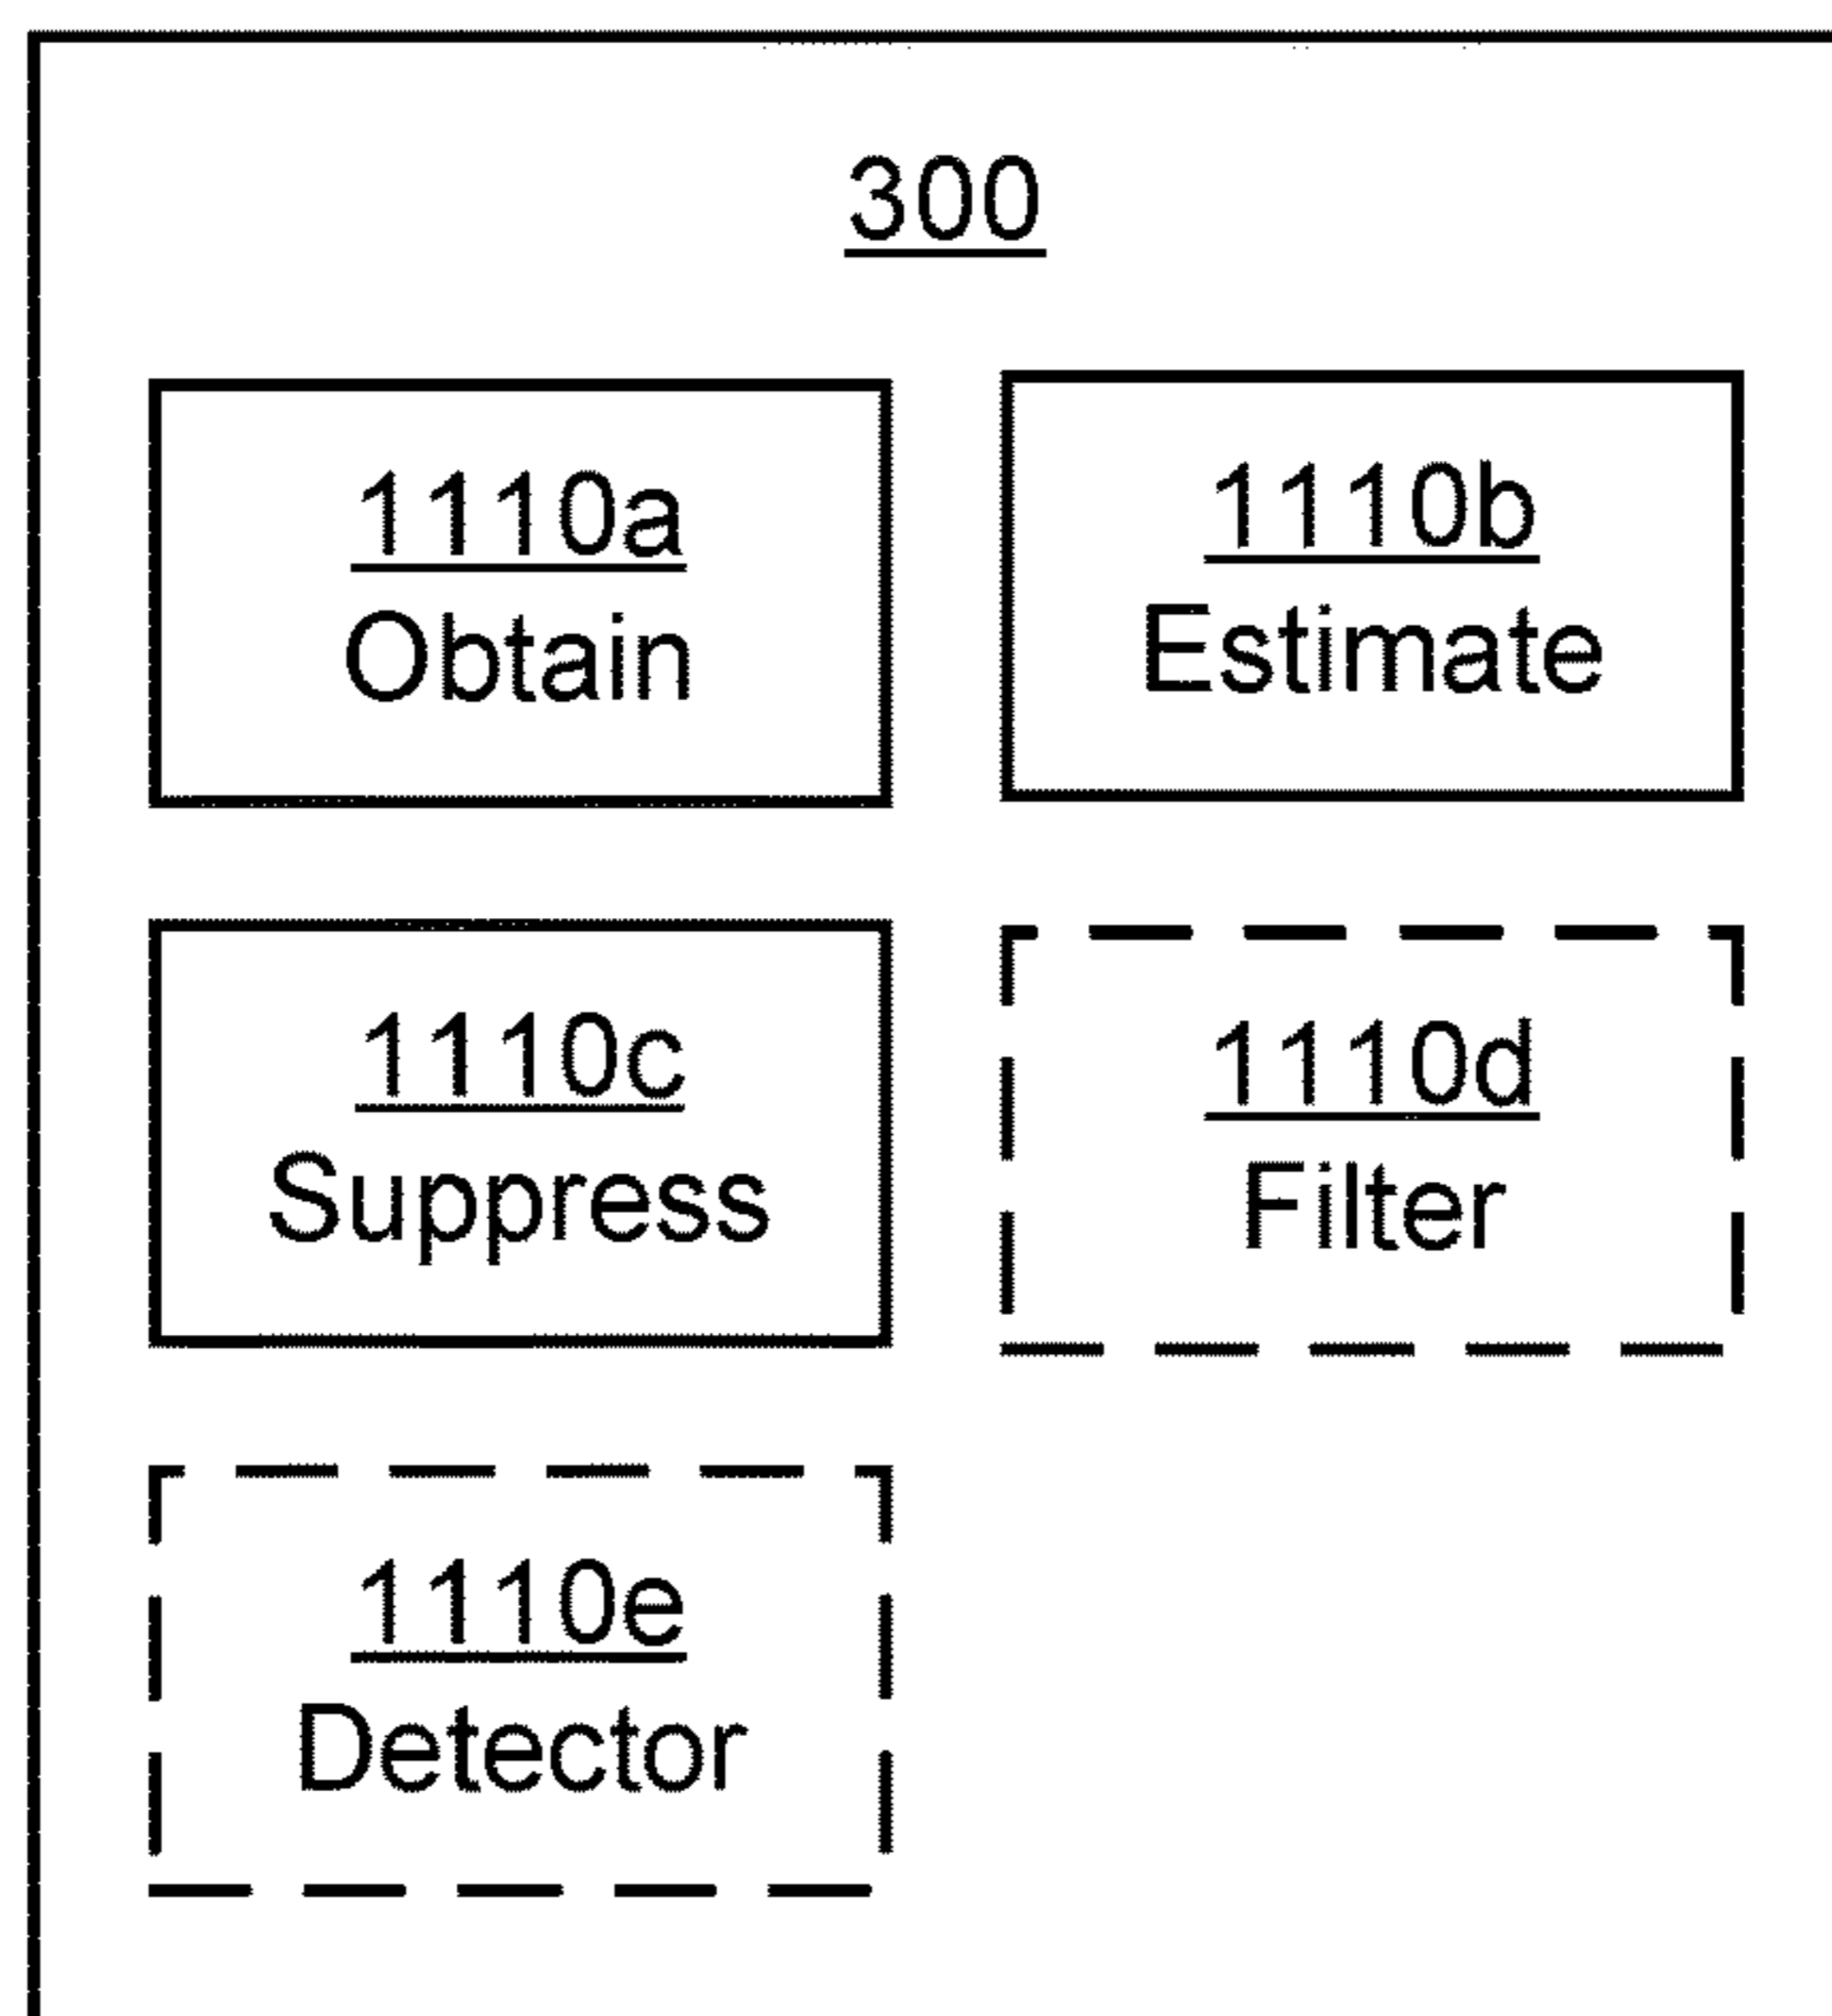 300
1110a
Obtain
1110b
Estimate
1110c
Suppress
1110d
Filter
1110e
Detector